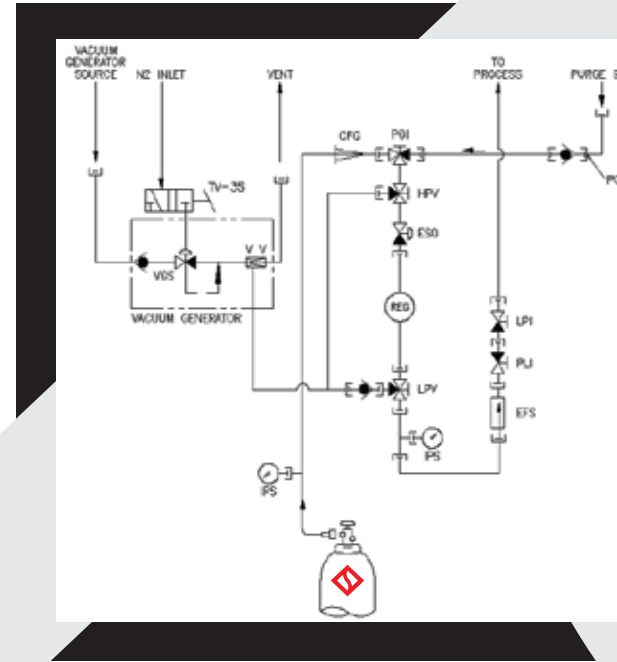 VACUUM
GENERATOR
SOURCE
N2 INLET
VENT
TO
PROCESS
PURGE
CFG
PGI
TV-3S
HPV
ESO
V V
VGS
VACUUM GENERATOR
REG
LPI
PLI
LPV
EFS
IPS
IPS